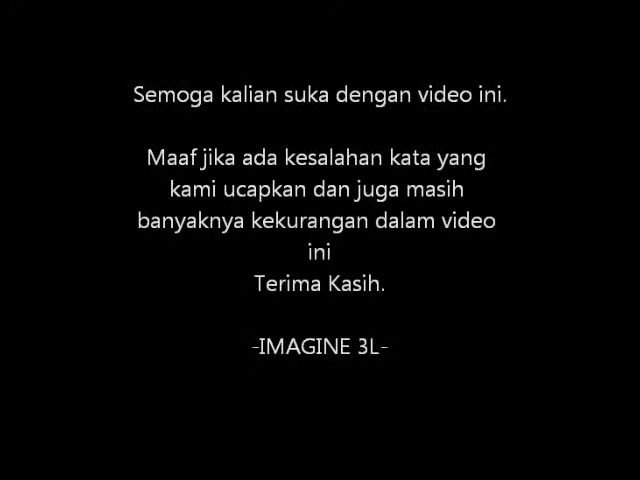 Semoga kalian suka dengan video ini.
Maaf jika ada kesalahan kata yang
kami ucapkan dan juga masih
banyaknya kekurangan dalam video
ini
Terima Kasih.
-IMAGINE 3L-